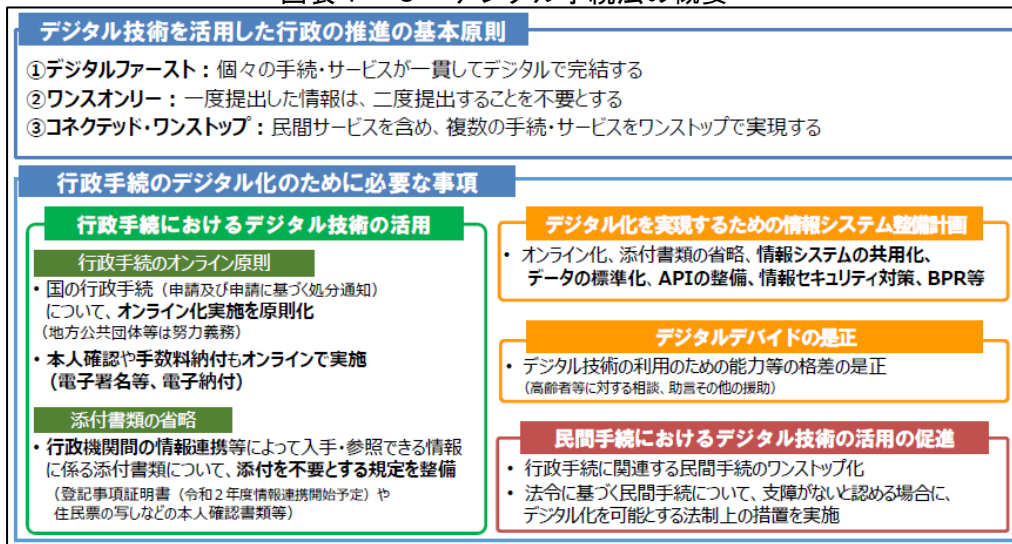 デジタル技術を活用した行政の推進の基本原則
①デジタルファースト：個々の手続・サービスが一貫してデジタルで完結する
②ワンスオンリー：一度提出した情報は、二度提出することを不要とする
③コネクテッド・ワンストップ：民間サービスを含め、複数の手続・サービスをワンストップで実現する
行政手続のデジタル化のために必要な事項
行政手続におけるデジタル技術の活用
行政手続のオンライン原則
・国の行政手続（申請及び申請に基づく処分通知）
について、オンライン化実施を原則化
（地方公共団体等は努力義務）
・本人確認や手数料納付もオンラインで実施
（電子署名等、電子納付）
添付書類の省略
・行政機関間の情報連携等によって入手・参照できる情報
に係る添付書類について、添付を不要とする規定を整備
（登記事項証明書（令和２年度情報連携開始予定）や
住民票の写しなどの本人確認書類等）
デジタル化を実現するための情報システム整備計画
・オンライン化、添付書類の省略、情報システムの共用化、
データの標準化、APIの整備、情報セキュリティ対策、BPR等
デジタルデバイドの是正
・デジタル技術の利用のための能力等の格差の是正
（高齢者等に対する相談、助言その他の援助）
民間手続におけるデジタル技術の活用の促進
・行政手続に関連する民間手続のワンストップ化
・法令に基づく民間手続について、支障がないと認める場合に、
デジタル化を可能とする法制上の措置を実施